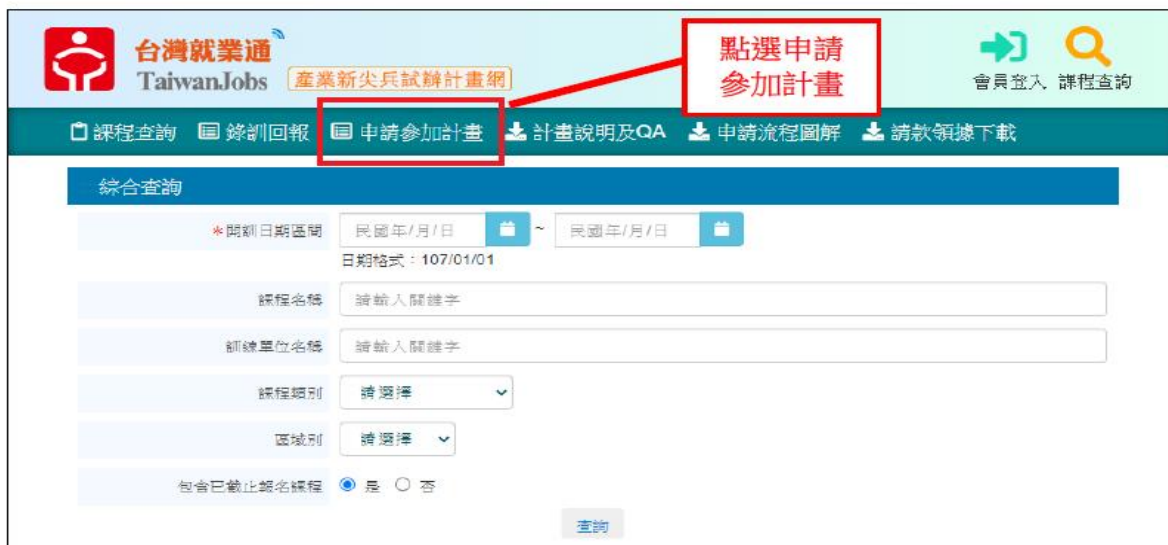 台灣就業通
TaiwanJobs 產業新尖兵試辦計畫網
點選申請
參加計畫
會員登入 課程查詢
課程查詢 錄訓回報 申請參加計畫 計畫說明及QA 申請流程圖解 請款領據下載
綜合查詢
*開訓日期區間 民國年/月/日 ~ 民國年/月/日
日期格式：107/01/01
課程名稱 請輸入關鍵字
訓練單位名稱 請輸入關鍵字
課程類別 請選擇
區域別 請選擇
包含已截止報名課程 是 否
查詢